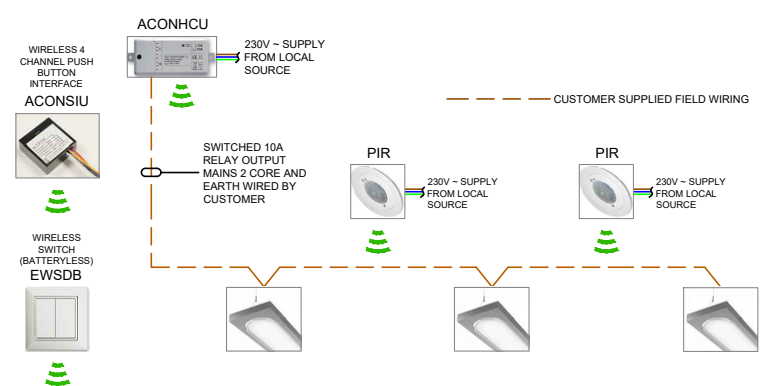 ACONHCU
230V ~ SUPPLY
FROM LOCAL
SOURCE
WIRELESS 4
CHANNEL PUSH
BUTTON
INTERFACE
ACONSIU
CUSTOMER SUPPLIED FIELD WIRING
SWITCHED 10A
RELAY OUTPUT
MAINS 2 CORE AND
EARTH WIRED BY
CUSTOMER
PIR
230V ~ SUPPLY
FROM LOCAL
SOURCE
PIR
230V ~ SUPPLY
FROM LOCAL
SOURCE
WIRELESS
SWITCH
(BATTERYLESS)
EWSDB